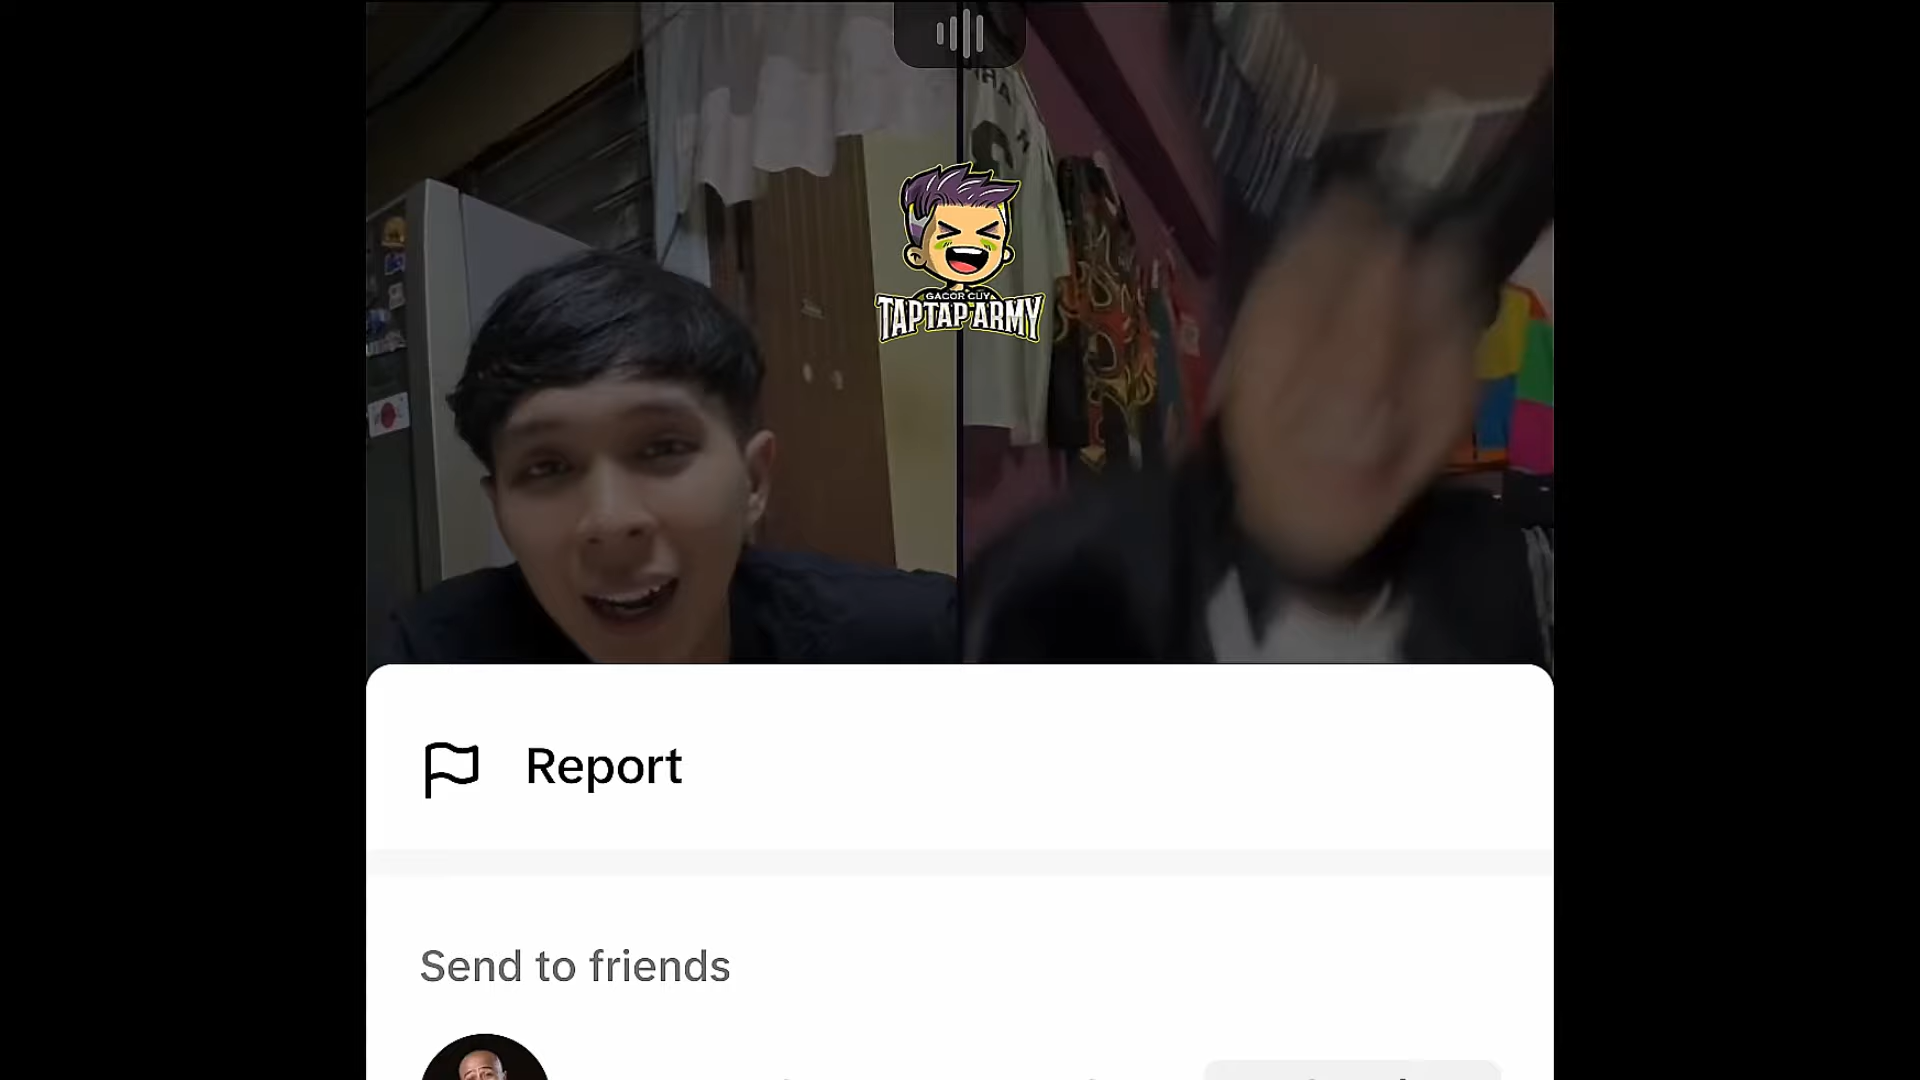 GACOR CUY
TAPTAP ARMY
Report
Send to friends